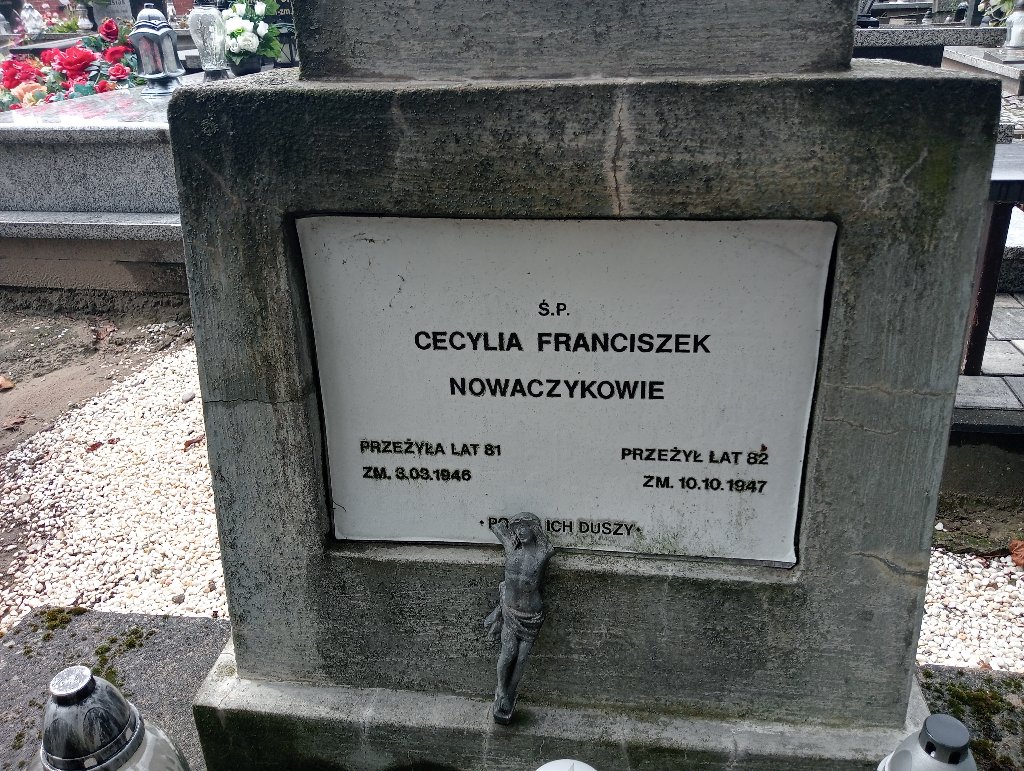 Ś.P.
CECYLIA FRANCISZEK
NOWACZYKOWIE
PRZEŻYŁA LAT 81
ZM. 3.03.1946
PRZEŻYŁ LAT 82
ZM. 10.10.1947
ICH DUSZY